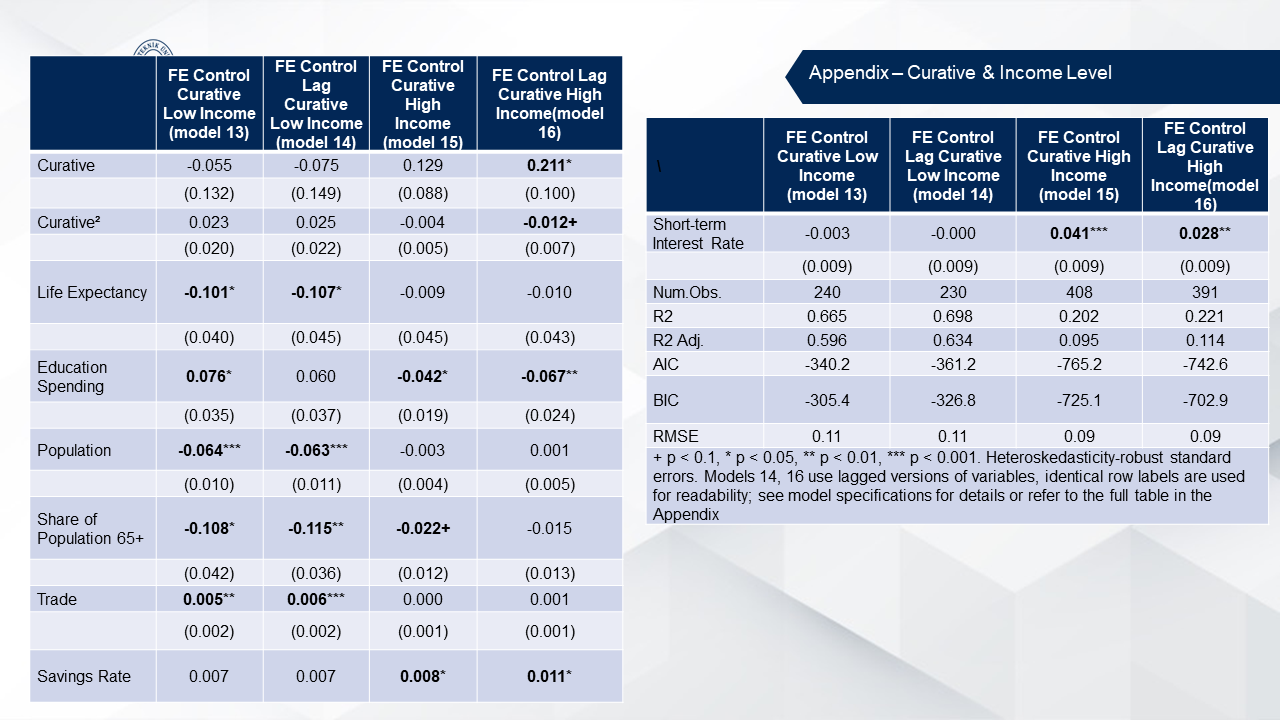 TEKNIK UN
FE Control
Curative
Low Income
(model 13)
FE Control
Lag
Curative
Low Income
(model 14)
FE Control
Curative
High
Income
(model 15)
FE Control Lag
Curative High
Income(model
16)
Curative -0.055 -0.075 0.129 0.211*
(0.132) (0.149) (0.088) (0.100)
Curative² 0.023 0.025 -0.004 -0.012+
(0.020) (0.022) (0.005) (0.007)
Life Expectancy -0.101* -0.107* -0.009 -0.010
(0.040) (0.045) (0.045) (0.043)
Education
Spending 0.076* 0.060 -0.042* -0.067**
(0.035) (0.037) (0.019) (0.024)
Population -0.064*** -0.063*** -0.003 0.001
(0.010) (0.011) (0.004) (0.005)
Share of
Population 65+ -0.108* -0.115** -0.022+ -0.015
(0.042) (0.036) (0.012) (0.013)
Trade 0.005** 0.006*** 0.000 0.001
(0.002) (0.002) (0.001) (0.001)
Savings Rate 0.007 0.007 0.008* 0.011*
Appendix – Curative & Income Level
\
FE Control
Curative Low
Income
(model 13)
FE Control
Lag Curative
Low Income
(model 14)
FE Control
Curative High
Income
(model 15)
FE Control
Lag Curative
High
Income(model
16)
Short-term
Interest Rate -0.003 -0.000 0.041*** 0.028**
(0.009) (0.009) (0.009) (0.009)
Num.Obs. 240 230 408 391
R2 0.665 0.698 0.202 0.221
R2 Adj. 0.596 0.634 0.095 0.114
AIC -340.2 -361.2 -765.2 -742.6
BIC -305.4 -326.8 -725.1 -702.9
RMSE 0.11 0.11 0.09 0.09
+ p < 0.1, * p < 0.05, ** p < 0.01, *** p < 0.001. Heteroskedasticity-robust standard
errors. Models 14, 16 use lagged versions of variables, identical row labels are used
for readability; see model specifications for details or refer to the full table in the
Appendix